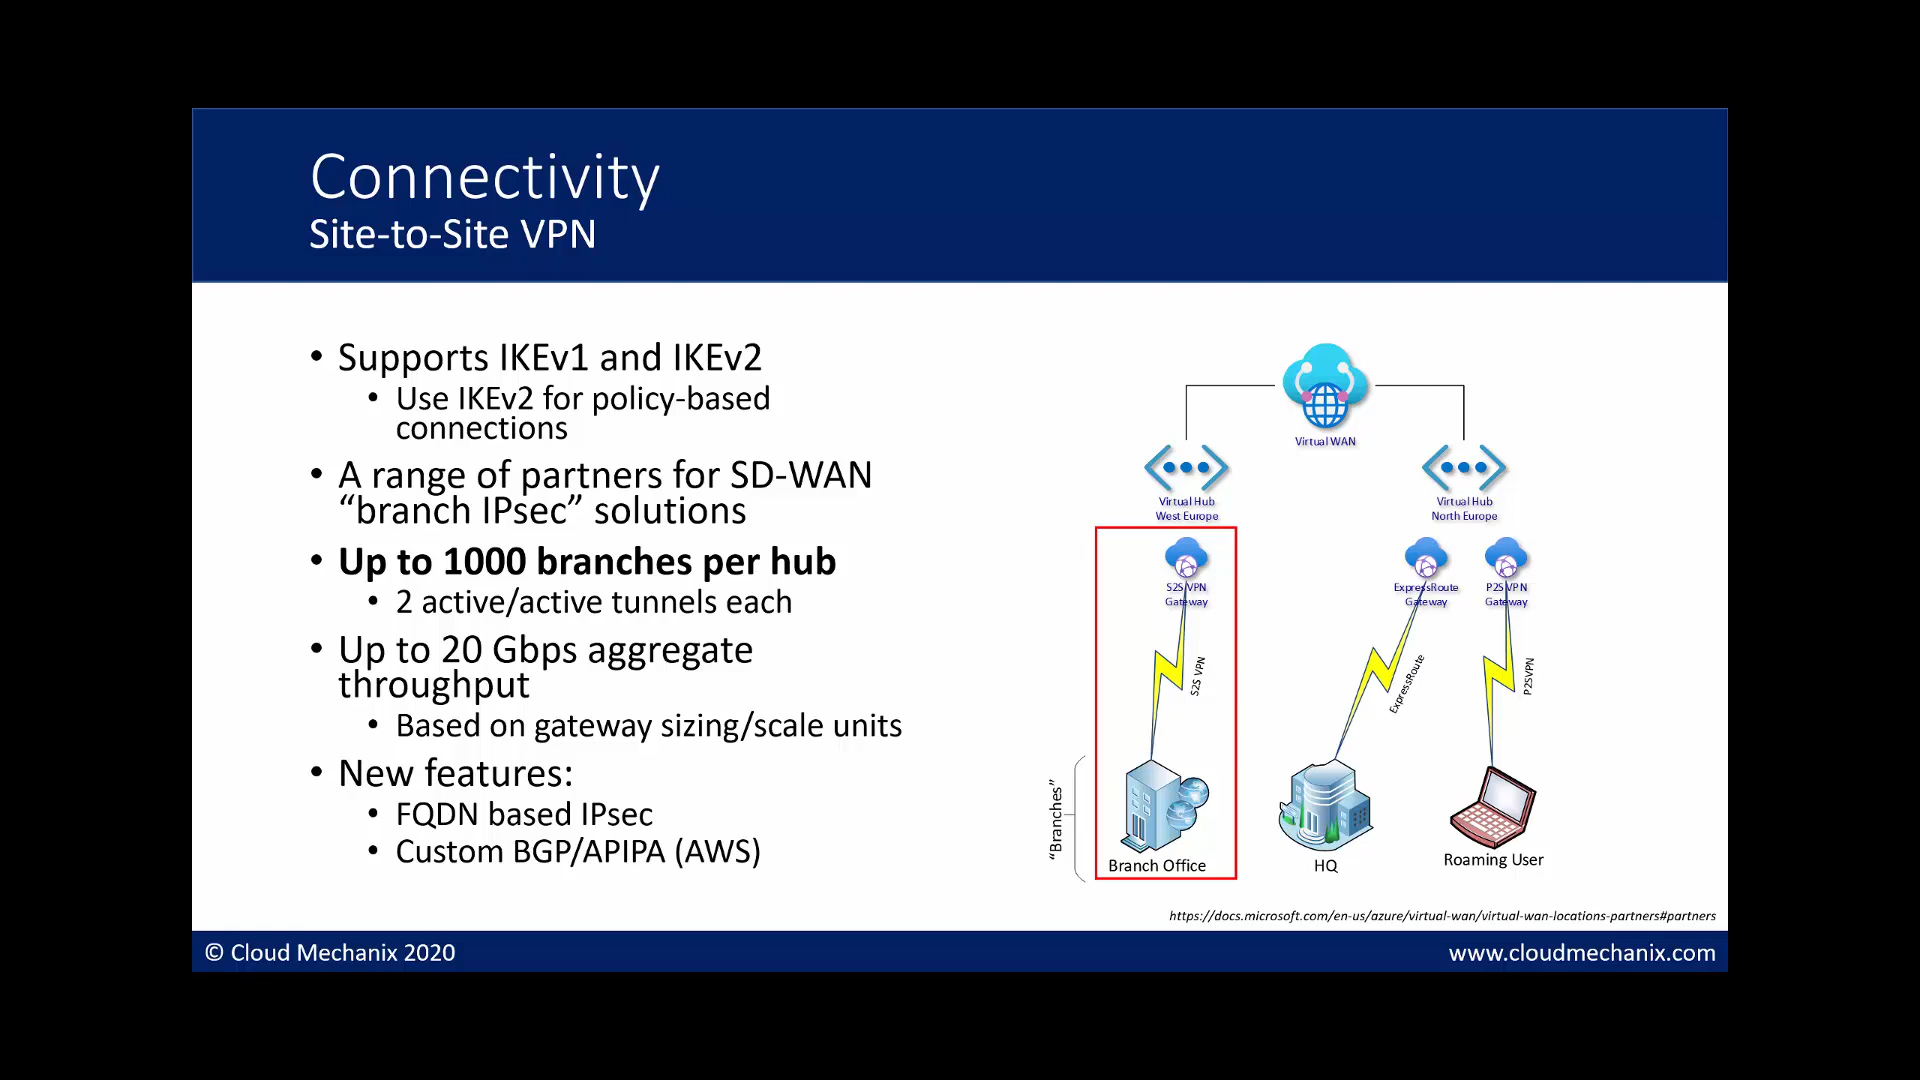 Connectivity
Site-to-Site VPN
• Supports IKEv1 and IKEv2
• Use IKEv2 for policy-based
connections
• A range of partners for SD-WAN
“branch IPsec” solutions
• Up to 1000 branches per hub
• 2 active/active tunnels each
• Up to 20 Gbps aggregate
throughput
• Based on gateway sizing/scale units
• New features:
• FQDN based IPsec
• Custom BGP/APIPA (AWS)
Virtual WAN
Virtual Hub
West Europe
Virtual Hub
North Europe
S2S VPN
Gateway
ExpressRoute
Gateway
P2S VPN
Gateway
S2S VPN
ExpressRoute
P2SVPN
“Branches”
Branch Office
HQ
Roaming User
https://docs.microsoft.com/en-us/azure/virtual-wan/virtual-wan-locations-partners#partners
© Cloud Mechanix 2020
www.cloudmechanix.com